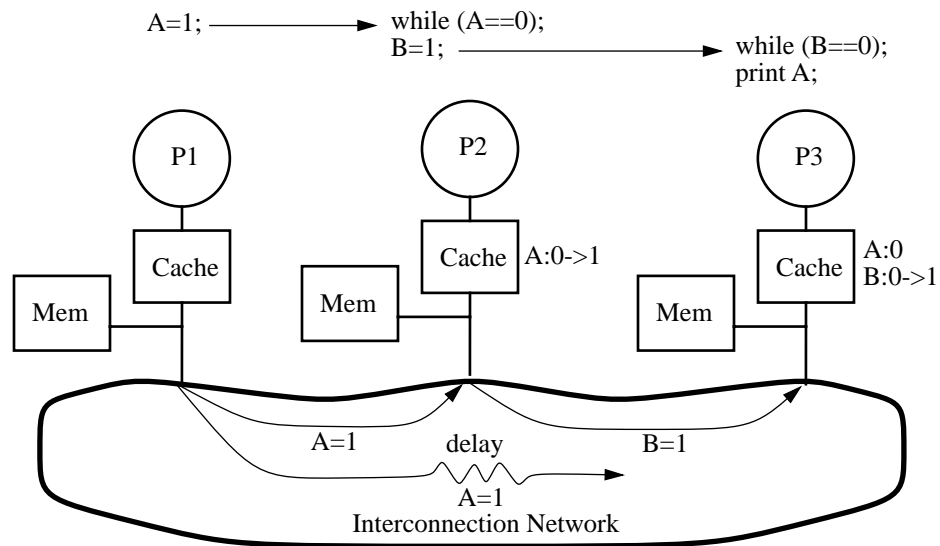 A=1;
while (A==0);
B=1;
while (B==0);
print A;
P1
P2
P3
Cache
Cache
A:0->1
Cache
A:0
B:0->1
Mem
Mem
Mem
A=1
delay
B=1
A=1
Interconnection Network